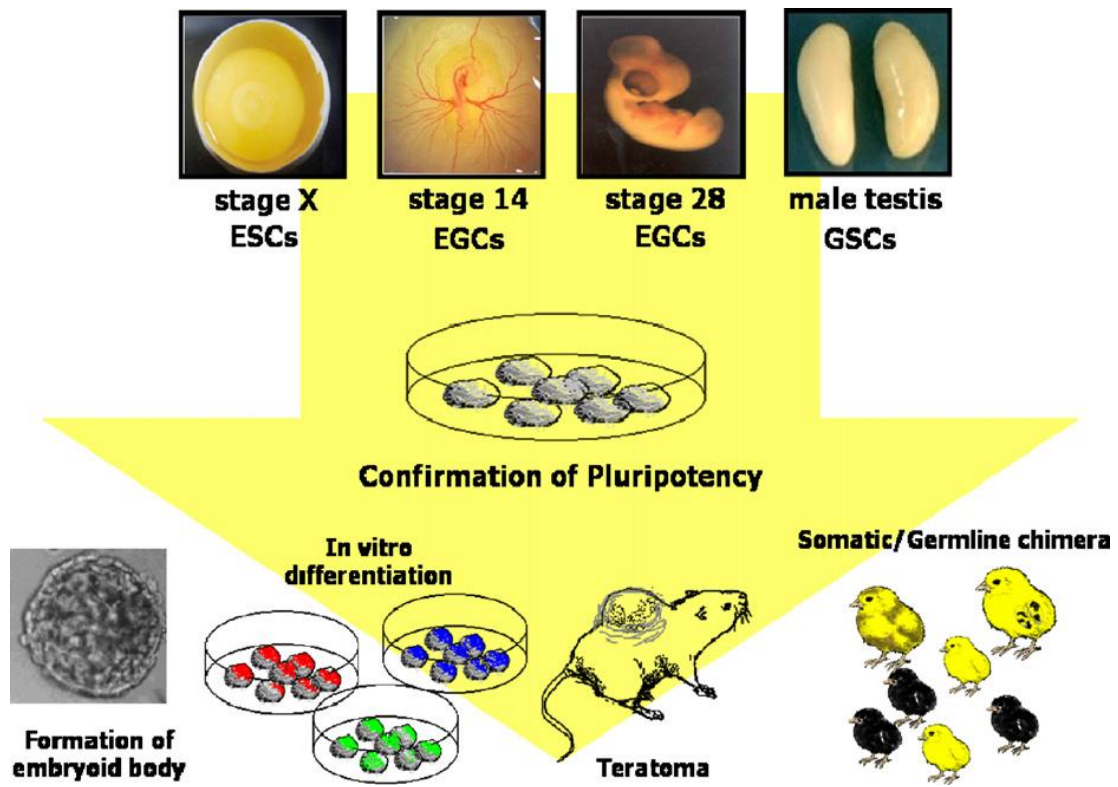 stage X
ESCs
stage 14
EGCs
stage 28
EGCs
male testis
GSCs
Confirmation of Pluripotency
Formation of
embryoid body
In vitro
differentiation
Teratoma
Somatic/Germline chimera